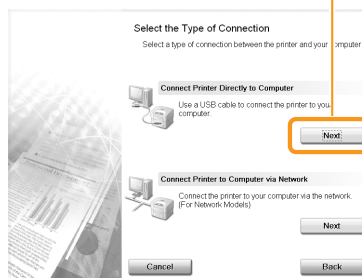 Select the Type of Connection
Select a type of connection between the printer and your computer
Connect Printer Directly to Computer
Use a USB cable to connect the printer to your
computer.
Next
Connect Printer to Computer via Network
Connect the printer to your computer via the network.
(For Network Models)
Next
Cancel
Back